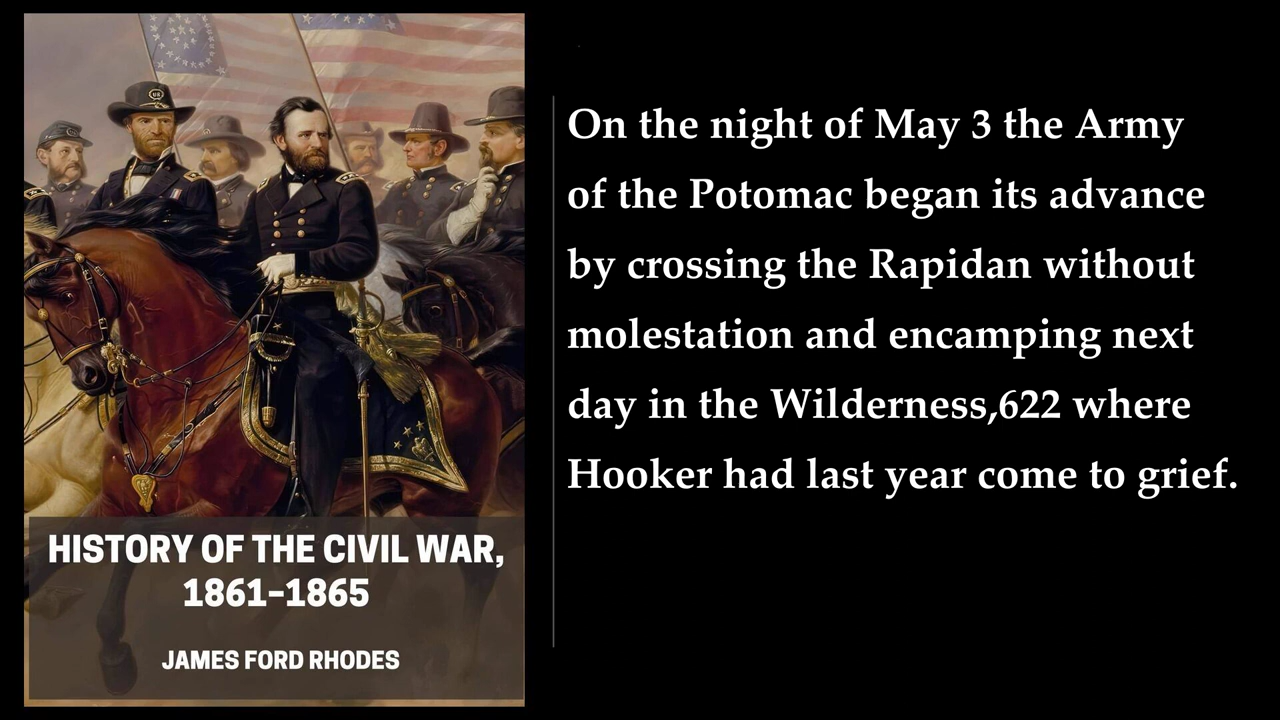 HISTORY OF THE CIVIL WAR,
1861–1865
JAMES FORD RHODES
On the night of May 3 the Army
of the Potomac began its advance
by crossing the Rapidan without
molestation and encamping next
day in the Wilderness,622 where
Hooker had last year come to grief.